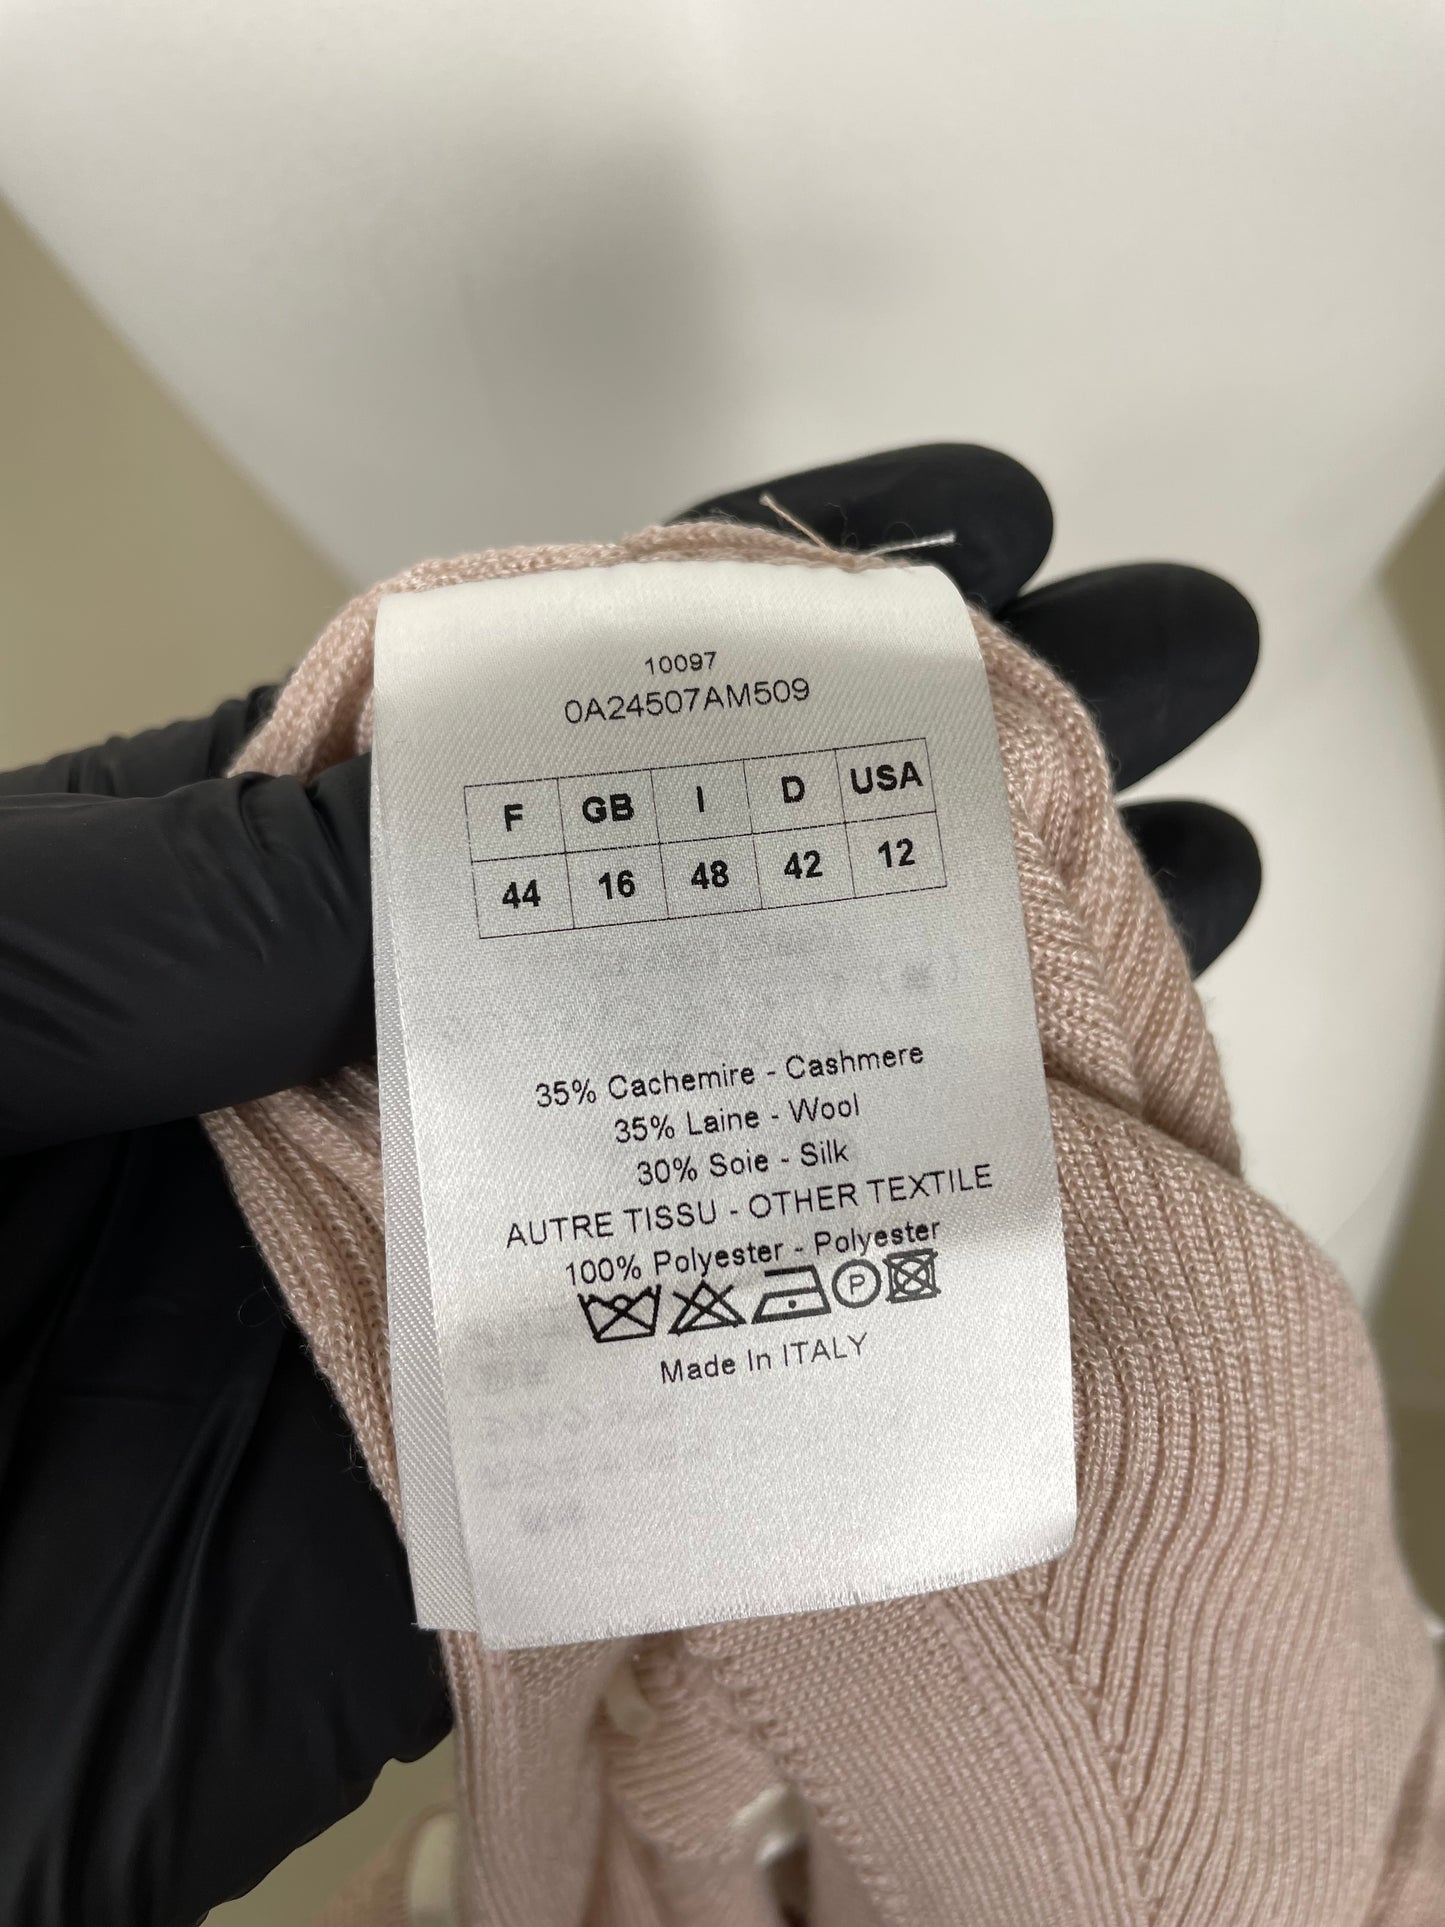 10097
0A24507AM509
F GB I D USA
44 16 48 42 12
35% Cachemire - Cashmere
35% Laine - Wool
30% Soie - Silk
AUTRE TISSU - OTHER TEXTILE
100% Polyester - Polyester
P
Made In ITALY